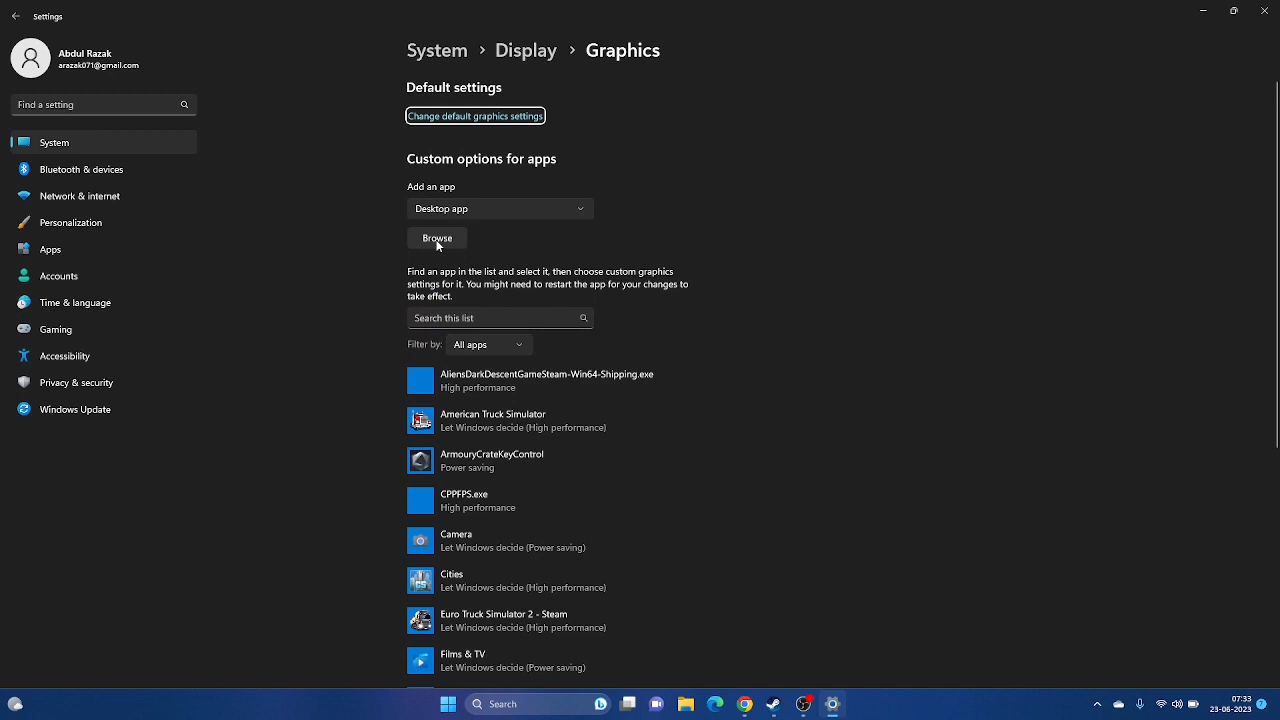 Settings
Abdul Razak
arazak071@gmail.com
Find a setting
System
Bluetooth & devices
Network & internet
Personalization
Apps
Accounts
Time & language
Gaming
Accessibility
Privacy & security
Windows Update
System > Display > Graphics
Default settings
Change default graphics settings
Custom options for apps
Add an app
Desktop app
Browse
Find an app in the list and select it, then choose custom graphics
settings for it. You might need to restart the app for your changes to
take effect.
Search this list
Filter by: All apps
AliensDarkDescentGameSteam-Win64-Shipping.exe
High performance
American Truck Simulator
Let Windows decide (High performance)
ArmouryCrateKeyControl
Power saving
CPPFPS.exe
High performance
Camera
Let Windows decide (Power saving)
Cities
Let Windows decide (High performance)
Euro Truck Simulator 2 - Steam
Let Windows decide (High performance)
Films & TV
Let Windows decide (Power saving)
Search
07:33
23-06-2023